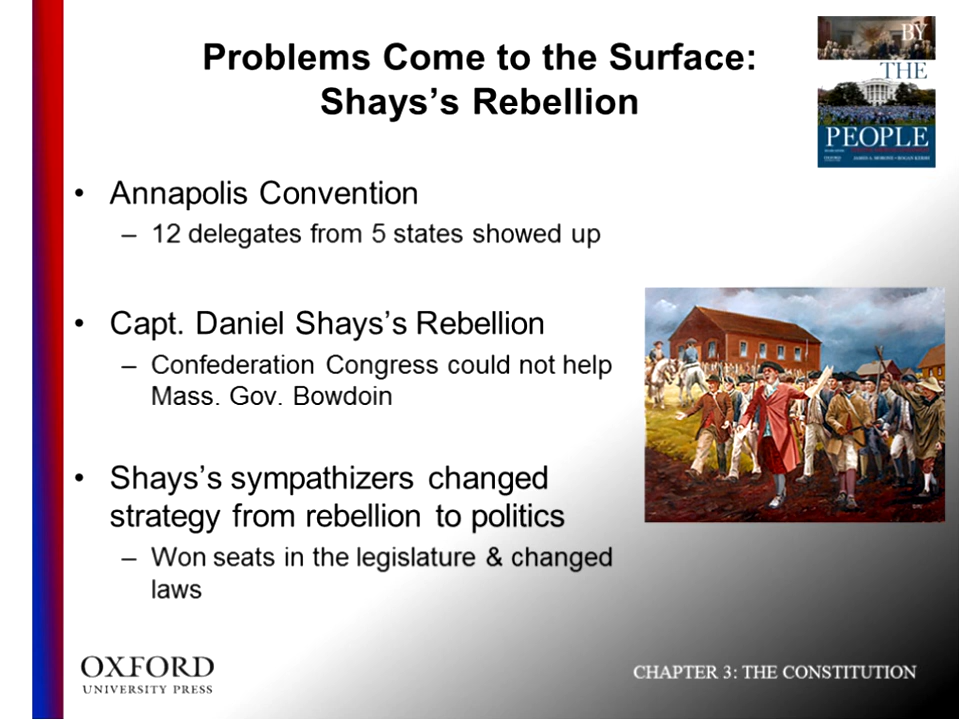 Problems Come to the Surface:
Shays’s Rebellion
BY
THE
PEOPLE
• Annapolis Convention
– 12 delegates from 5 states showed up
• Capt. Daniel Shays’s Rebellion
– Confederation Congress could not help
Mass. Gov. Bowdoin
• Shays’s sympathizers changed
strategy from rebellion to politics
– Won seats in the legislature & changed
laws
OXFORD
UNIVERSITY PRESS
CHAPTER 3: THE CONSTITUTION